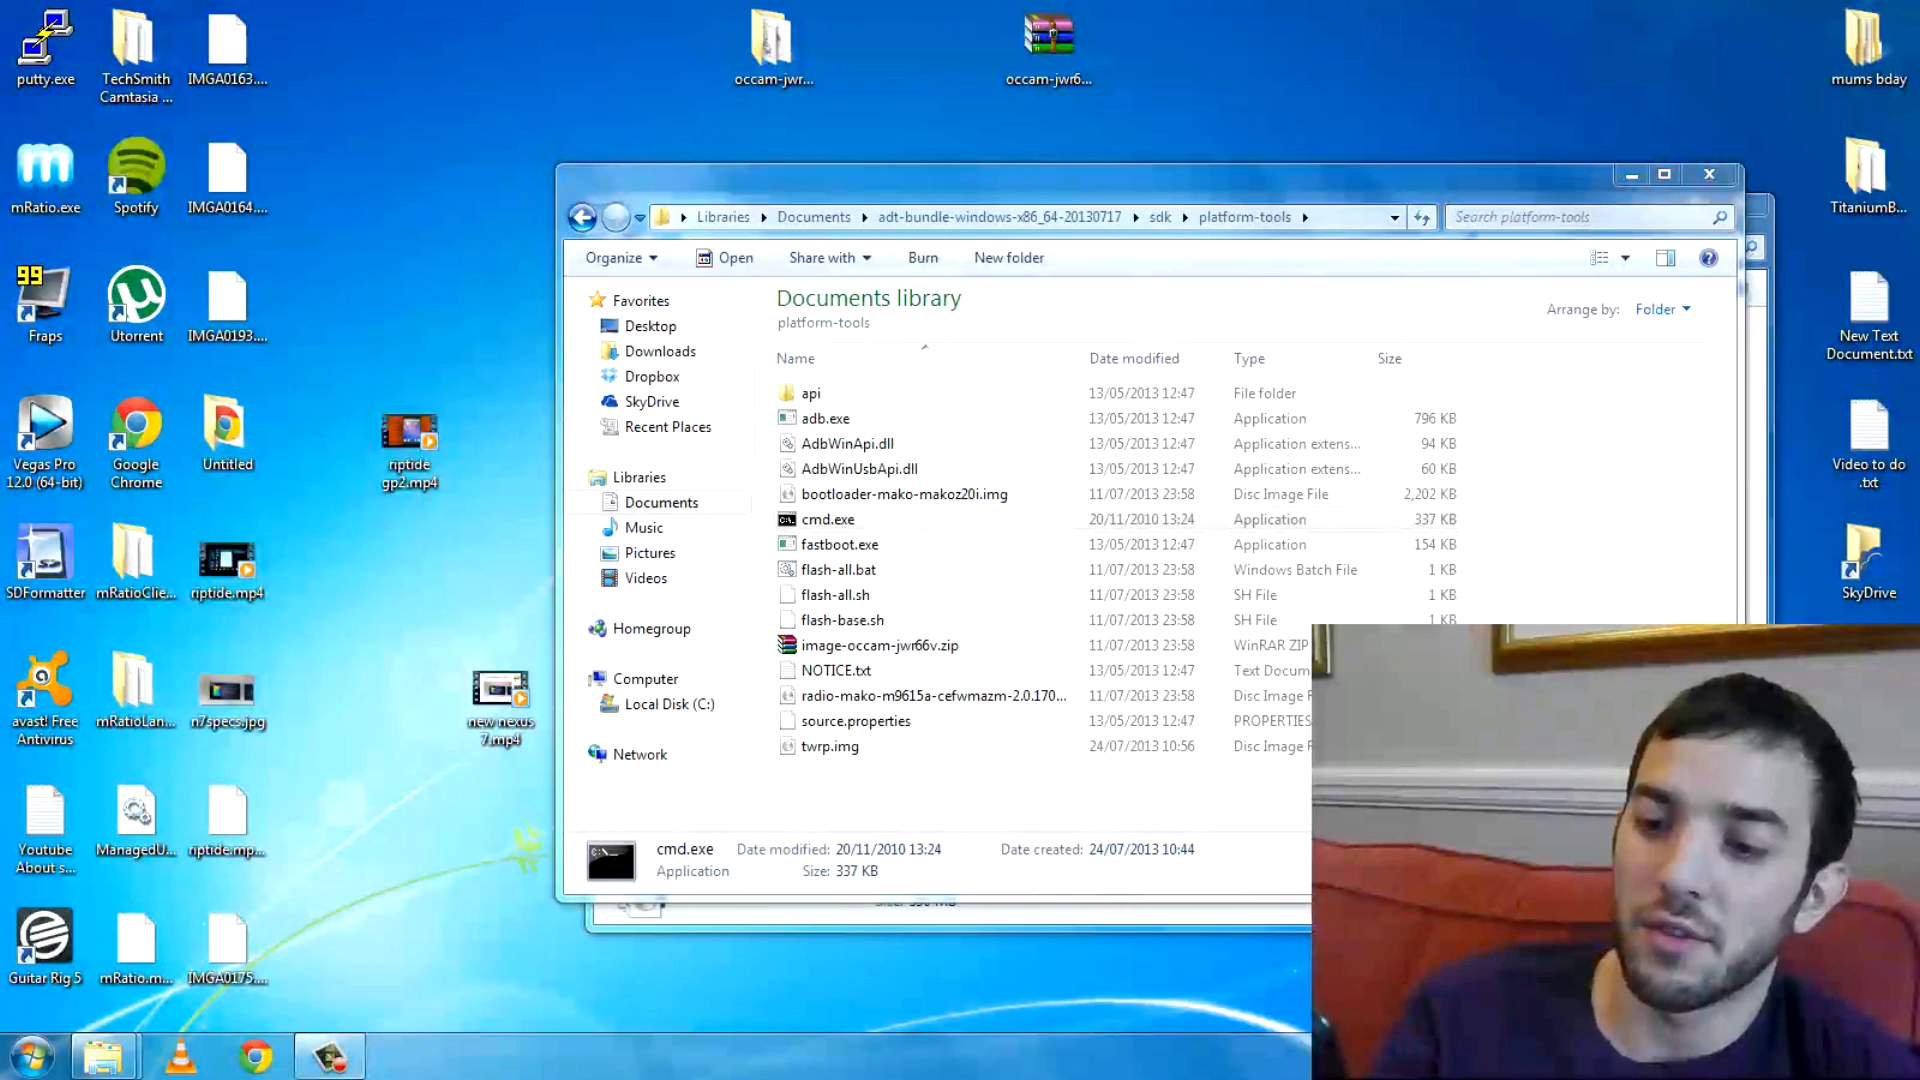 putty.exe
TechSmith
Camtasia ...
IMGA0163....
occam-jwr...
occam-jwr6...
mums bday
mRatio.exe
Spotify
IMGA0164....
TitaniumB...
99
Fraps
Utorrent
IMGA0193....
New Text
Document.txt
Vegas Pro
12.0 (64-bit)
Google
Chrome
Untitled
riptide
gp2.mp4
Video to do
.txt
SDFormatter
mRatioClie...
riptide.mp4
SkyDrive
avast! Free
Antivirus
mRatioLan...
n7specs.jpg
new nexus
7.mp4
Youtube
About s...
ManagedU...
riptide.mp...
Guitar Rig 5
mRatio.m...
IMGA0175....
Libraries
Documents
adt-bundle-windows-x86_64-20130717
sdk
platform-tools
Search platform-tools
Organize
Open
Share with
Burn
New folder
Favorites
Desktop
Downloads
Dropbox
SkyDrive
Recent Places
Libraries
Documents
Music
Pictures
Videos
Homegroup
Computer
Local Disk (C:)
Network
Documents library
platform-tools
Arrange by: Folder
Name Date modified Type Size
api 13/05/2013 12:47 File folder
adb.exe 13/05/2013 12:47 Application 796 KB
AdbWinApi.dll 13/05/2013 12:47 Application extens... 94 KB
AdbWinUsbApi.dll 13/05/2013 12:47 Application extens... 60 KB
bootloader-mako-makoz20i.img 11/07/2013 23:58 Disc Image File 2,202 KB
cmd.exe 20/11/2010 13:24 Application 337 KB
fastboot.exe 13/05/2013 12:47 Application 154 KB
flash-all.bat 11/07/2013 23:58 Windows Batch File 1 KB
flash-all.sh 11/07/2013 23:58 SH File 1 KB
flash-base.sh 11/07/2013 23:58 SH File 1 KB
image-occam-jwr66v.zip 11/07/2013 23:58 WinRAR ZIP
NOTICE.txt 13/05/2013 12:47 Text Docum
radio-mako-m9615a-cefwmazm-2.0.170... 11/07/2013 23:58 Disc Image F
source.properties 13/05/2013 12:47 PROPERTIES
twrp.img 24/07/2013 10:56 Disc Image F
cmd.exe Date modified: 20/11/2010 13:24 Date created: 24/07/2013 10:44
Application Size: 337 KB